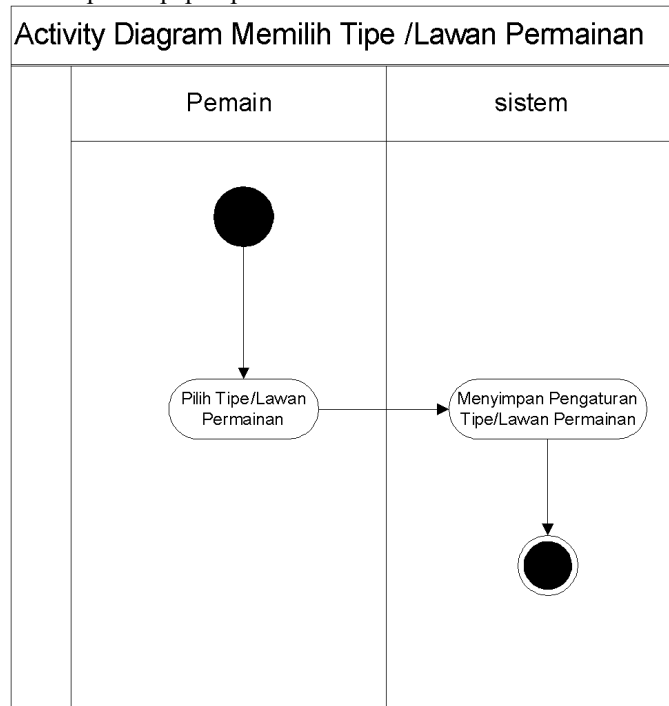 Activity Diagram Memilih Tipe /Lawan Permainan
Pemain
sistem
Pilih Tipe/Lawan
Permainan
Menyimpan Pengaturan
Tipe/Lawan Permainan